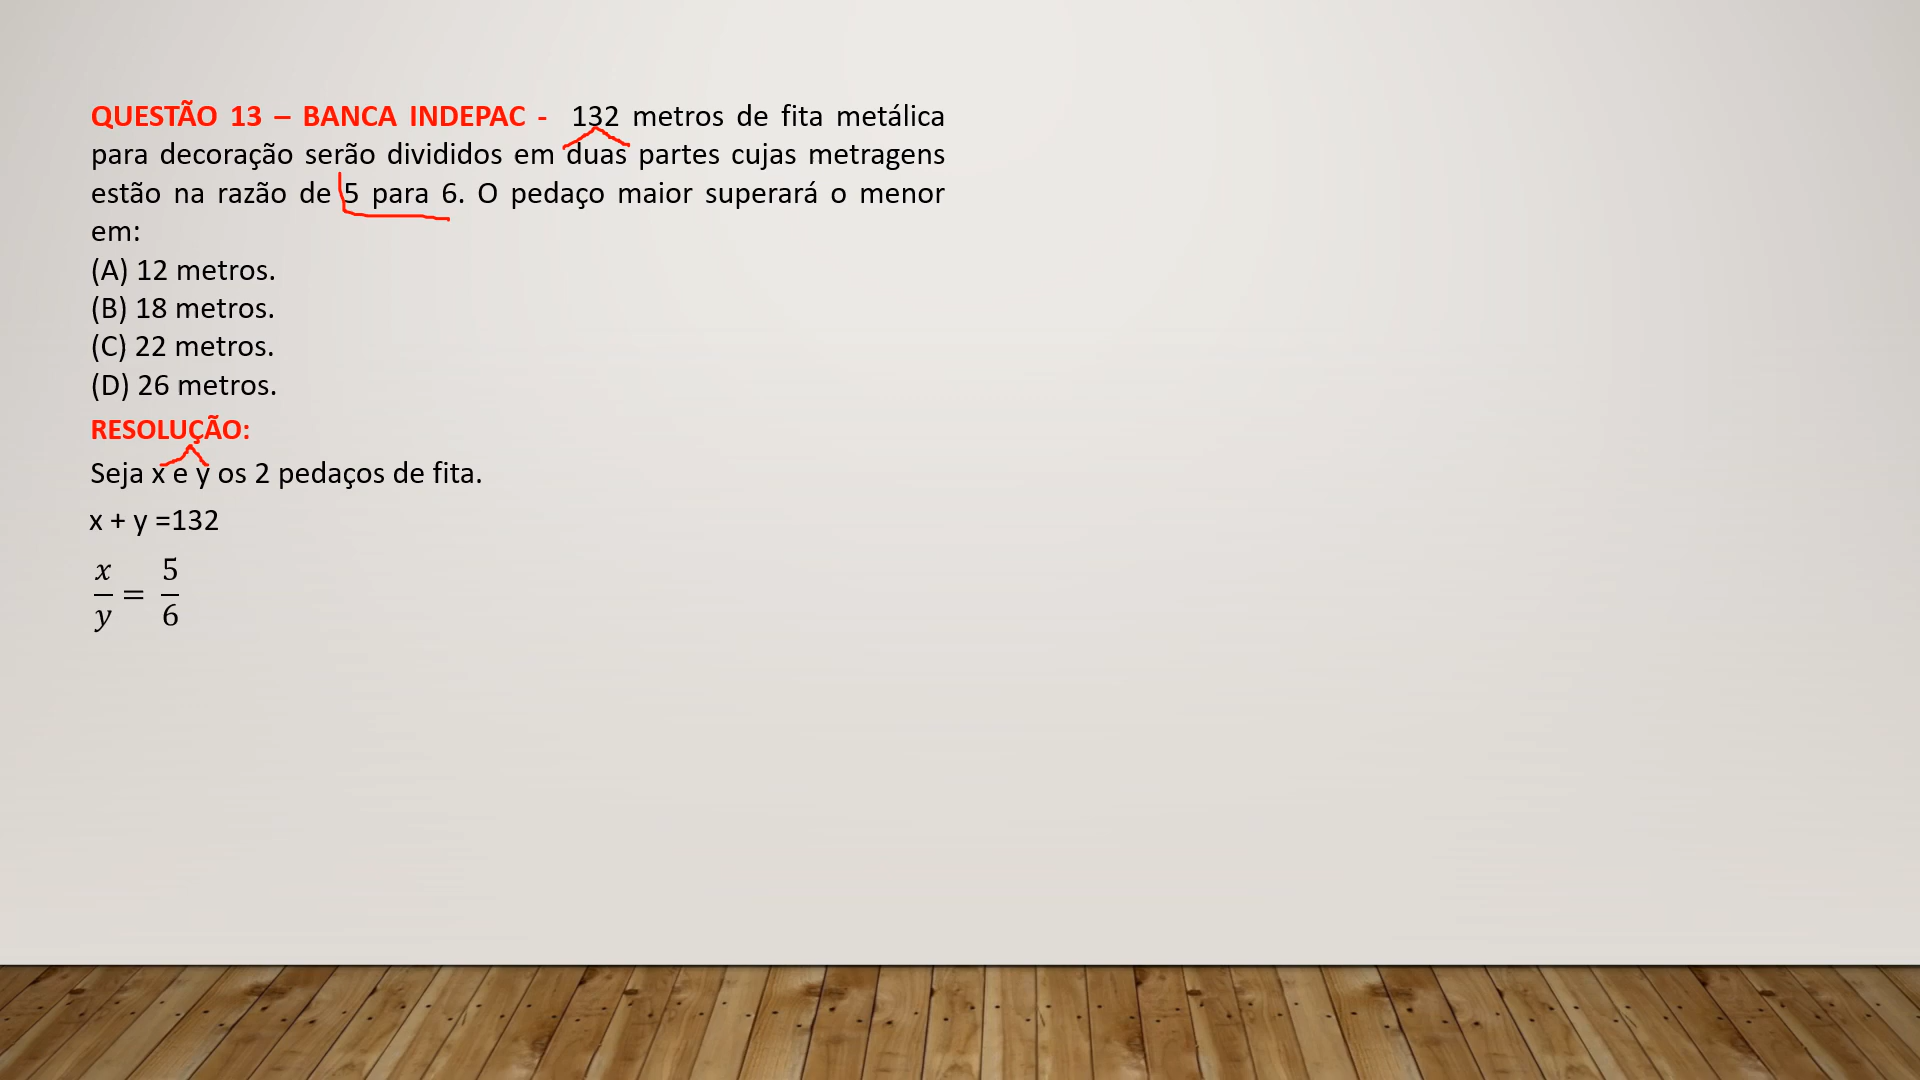 QUESTÃO 13 – BANCA INDEPAC - 132 metros de fita metálica
para decoração serão divididos em duas partes cujas metragens
estão na razão de 5 para 6. O pedaço maior superará o menor
em:
(A) 12 metros.
(B) 18 metros.
(C) 22 metros.
(D) 26 metros.
RESOLUÇÃO:
Seja x e y os 2 pedaços de fita.
x + y =132
x/y = 5/6